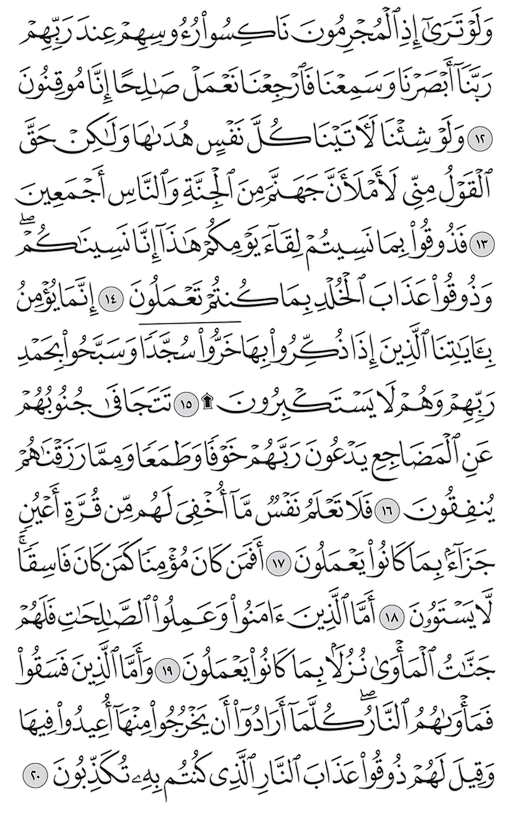 وَلَوْ تَرَىٰٓ إِذِ ٱلْمُجْرِمُونَ نَاكِسُوا۟ رُءُوسِهِمْ عِندَ رَبِّهِمْ
رَبَّنَآ أَبْصَرْنَا وَسَمِعْنَا فَٱرْجِعْنَا نَعْمَلْ صَٰلِحًا إِنَّا مُوقِنُونَ
١٢ وَلَوْ شِئْنَا لَءَاتَيْنَا كُلَّ نَفْسٍ هُدَىٰهَا وَلَٰكِنْ حَقَّ
ٱلْقَوْلُ مِنِّى لَأَمْلَأَنَّ جَهَنَّمَ مِنَ ٱلْجِنَّةِ وَٱلنَّاسِ أَجْمَعِينَ
١٣ فَذُوقُوا۟ بِمَا نَسِيتُمْ لِقَآءَ يَوْمِكُمْ هَٰذَآ إِنَّا نَسِينَٰكُمْ ۖ
وَذُوقُوا۟ عَذَابَ ٱلْخُلْدِ بِمَا كُنتُمْ تَعْمَلُونَ ١٤ إِنَّمَا يُؤْمِنُ
بِـَٔايَٰتِنَا ٱلَّذِينَ إِذَا ذُكِّرُوا۟ بِهَا خَرُّوا۟ سُجَّدًا وَسَبَّحُوا۟ بِحَمْدِ
رَبِّهِمْ وَهُمْ لَا يَسْتَكْبِرُونَ ۩ ١٥ تَتَجَافَىٰ جُنُوبُهُمْ
عَنِ ٱلْمَضَاجِعِ يَدْعُونَ رَبَّهُمْ خَوْفًا وَطَمَعًا وَمِمَّا رَزَقْنَٰهُمْ
يُنفِقُونَ ١٦ فَلَا تَعْلَمُ نَفْسٌ مَّآ أُخْفِىَ لَهُم مِّن قُرَّةِ أَعْيُنٍ
جَزَآءًۢ بِمَا كَانُوا۟ يَعْمَلُونَ ١٧ أَفَمَن كَانَ مُؤْمِنًا كَمَن كَانَ فَاسِقًا ۚ
لَّا يَسْتَوُۥنَ ١٨ أَمَّا ٱلَّذِينَ ءَامَنُوا۟ وَعَمِلُوا۟ ٱلصَّٰلِحَٰتِ فَلَهُمْ
جَنَّٰتُ ٱلْمَأْوَىٰ نُزُلًۢا بِمَا كَانُوا۟ يَعْمَلُونَ ١٩ وَأَمَّا ٱلَّذِينَ فَسَقُوا۟
فَمَأْوَىٰهُمُ ٱلنَّارُ ۖ كُلَّمَآ أَرَادُوٓا۟ أَن يَخْرُجُوا۟ مِنْهَآ أُعِيدُوا۟ فِيهَا
وَقِيلَ لَهُمْ ذُوقُوا۟ عَذَابَ ٱلنَّارِ ٱلَّذِى كُنتُم بِهِۦ تُكَذِّبُونَ ٢٠